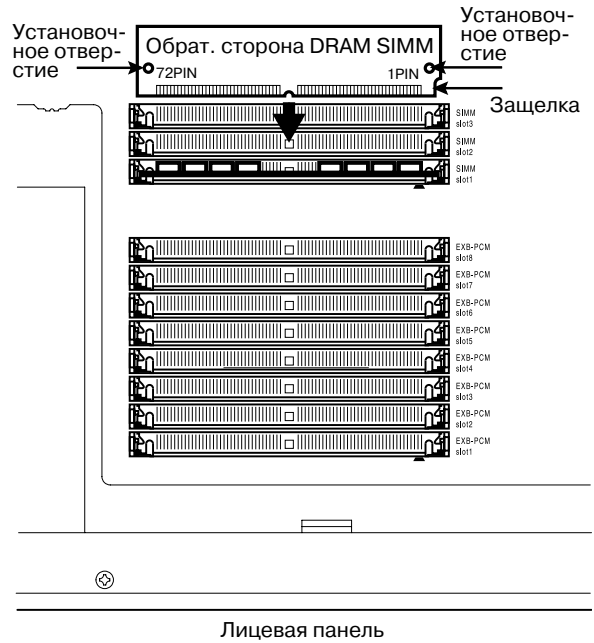 Установоч-
ное отвер-
стие
Установоч-
ное отвер-
стие
Обрат. сторона DRAM SIMM
72PIN
1PIN
Защелка
SIMM
slot3
SIMM
slot2
SIMM
slot1
EXB-PCM
slot8
EXB-PCM
slot7
EXB-PCM
slot6
EXB-PCM
slot5
EXB-PCM
slot4
EXB-PCM
slot3
EXB-PCM
slot2
EXB-PCM
slot1
Лицевая панель